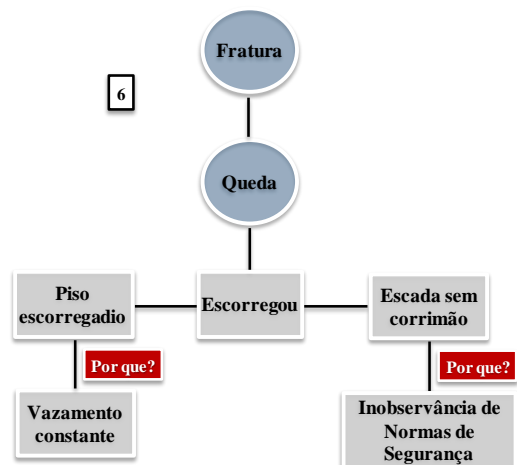 Fratura
6
Queda
Piso
escorregadio
Escorregou
Escada sem
corrimão
Por que?
Por que?
Vazamento
constante
Inobservância de
Normas de
Segurança